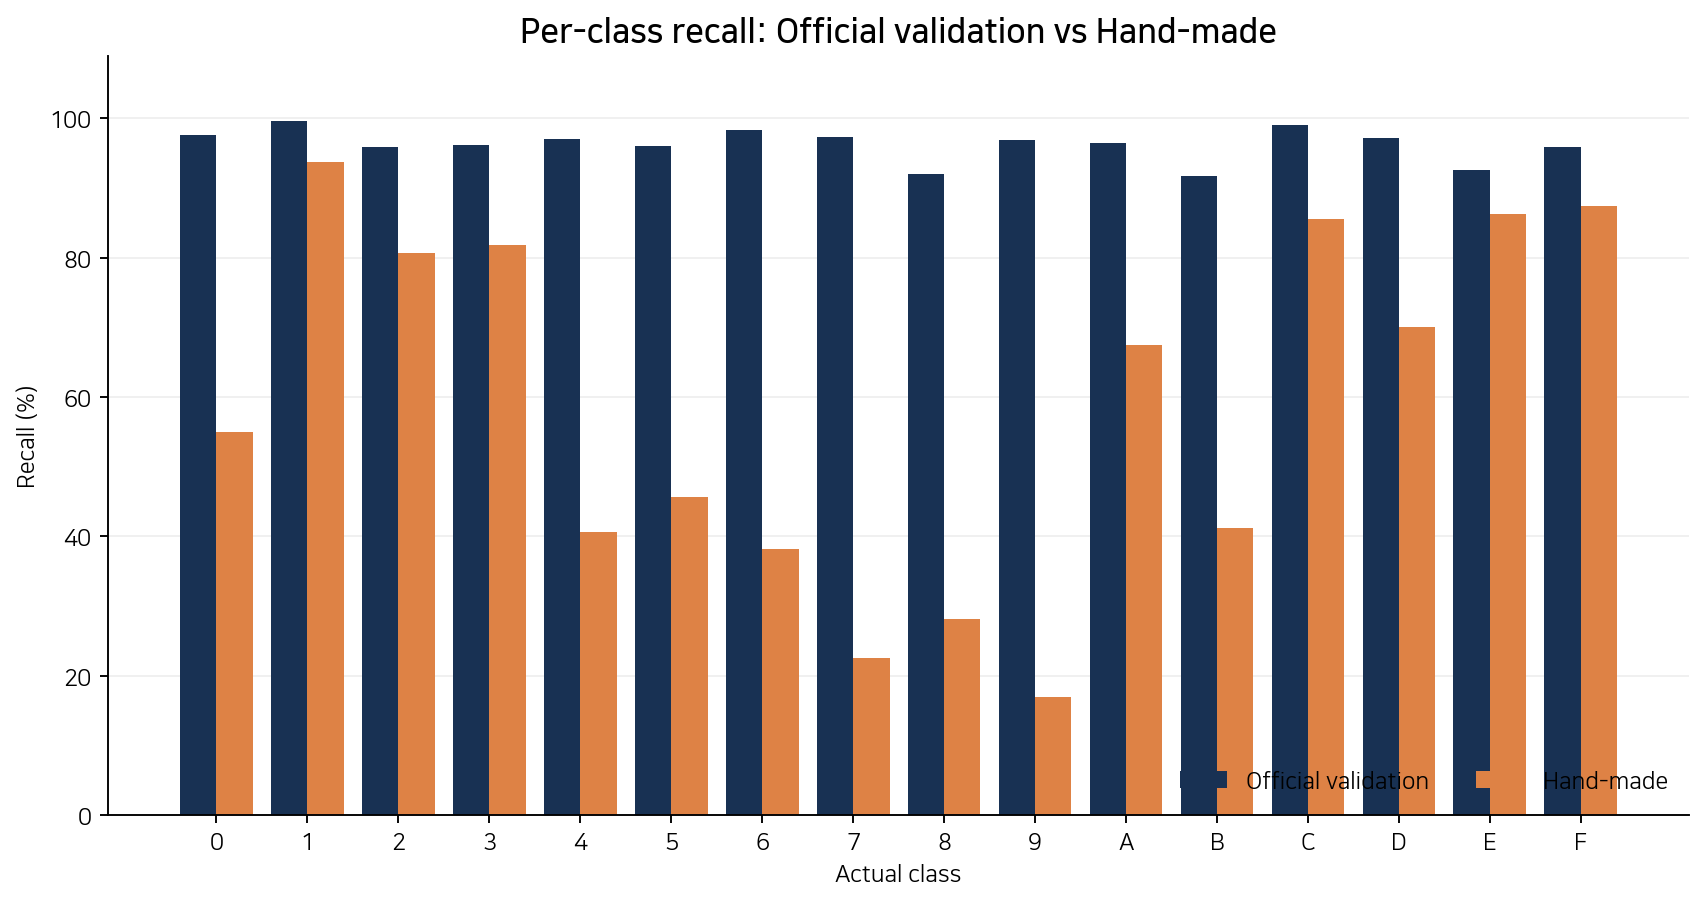 Per-class recall: Official validation vs Hand-made
Recall (%)
100
80
60
40
20
0
0 1 2 3 4 5 6 7 8 9 A B C D E F
Actual class
Official validation Hand-made